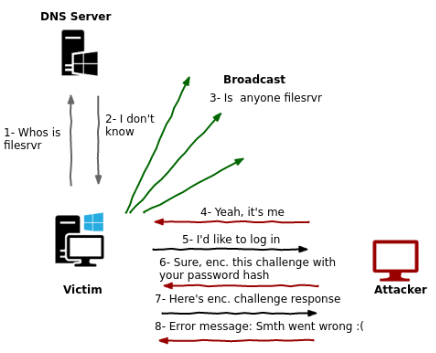 DNS Server
Broadcast
3- Is  anyone filesrvr
1- Whos is
filesrvr
2- I don't
know
4- Yeah, it's me
5- I'd like to log in
6- Sure, enc. this challenge with
your password hash
7- Here's enc. challenge response
8- Error message: Smth went wrong :(
Victim
Attacker